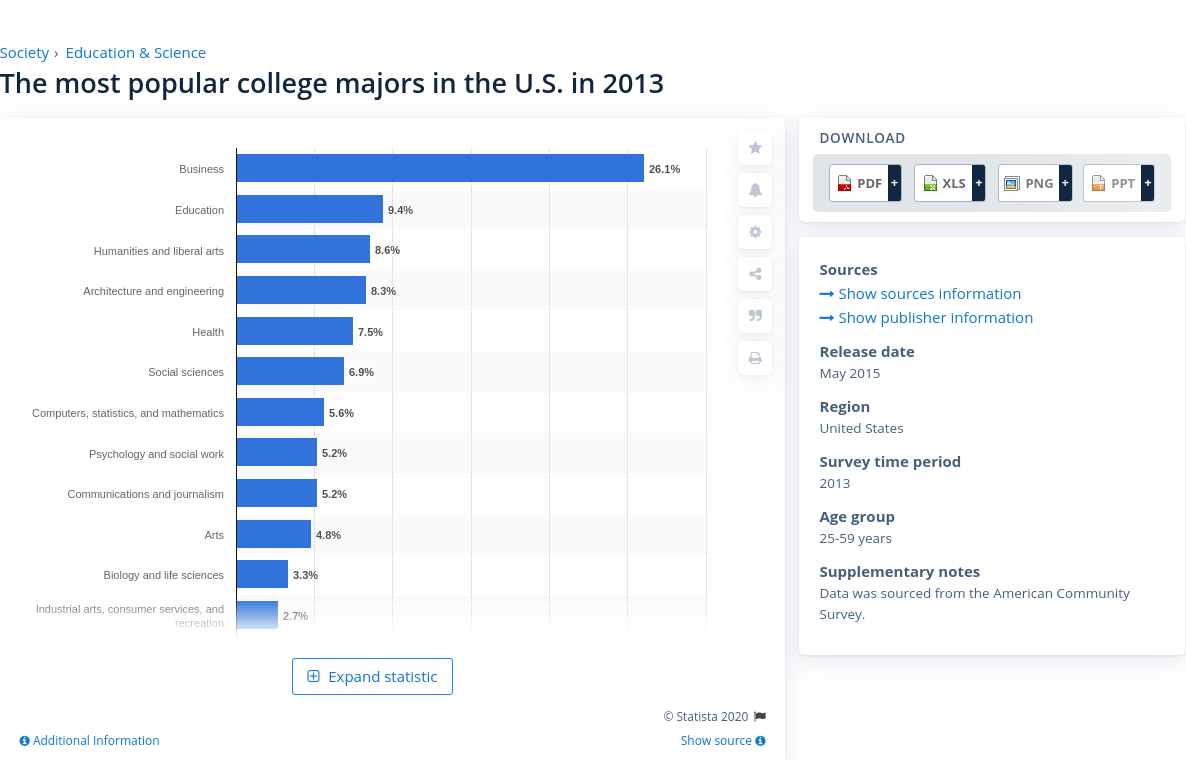 Society › Education & Science
The most popular college majors in the U.S. in 2013
Business 26.1%
Education 9.4%
Humanities and liberal arts 8.6%
Architecture and engineering 8.3%
Health 7.5%
Social sciences 6.9%
Computers, statistics, and mathematics 5.6%
Psychology and social work 5.2%
Communications and journalism 5.2%
Arts 4.8%
Biology and life sciences 3.3%
Industrial arts, consumer services, and
recreation 2.7%
Expand statistic
© Statista 2020
Additional Information
Show source
DOWNLOAD
PDF + XLS + PNG + PPT +
Sources
Show sources information
Show publisher information
Release date
May 2015
Region
United States
Survey time period
2013
Age group
25-59 years
Supplementary notes
Data was sourced from the American Community
Survey.